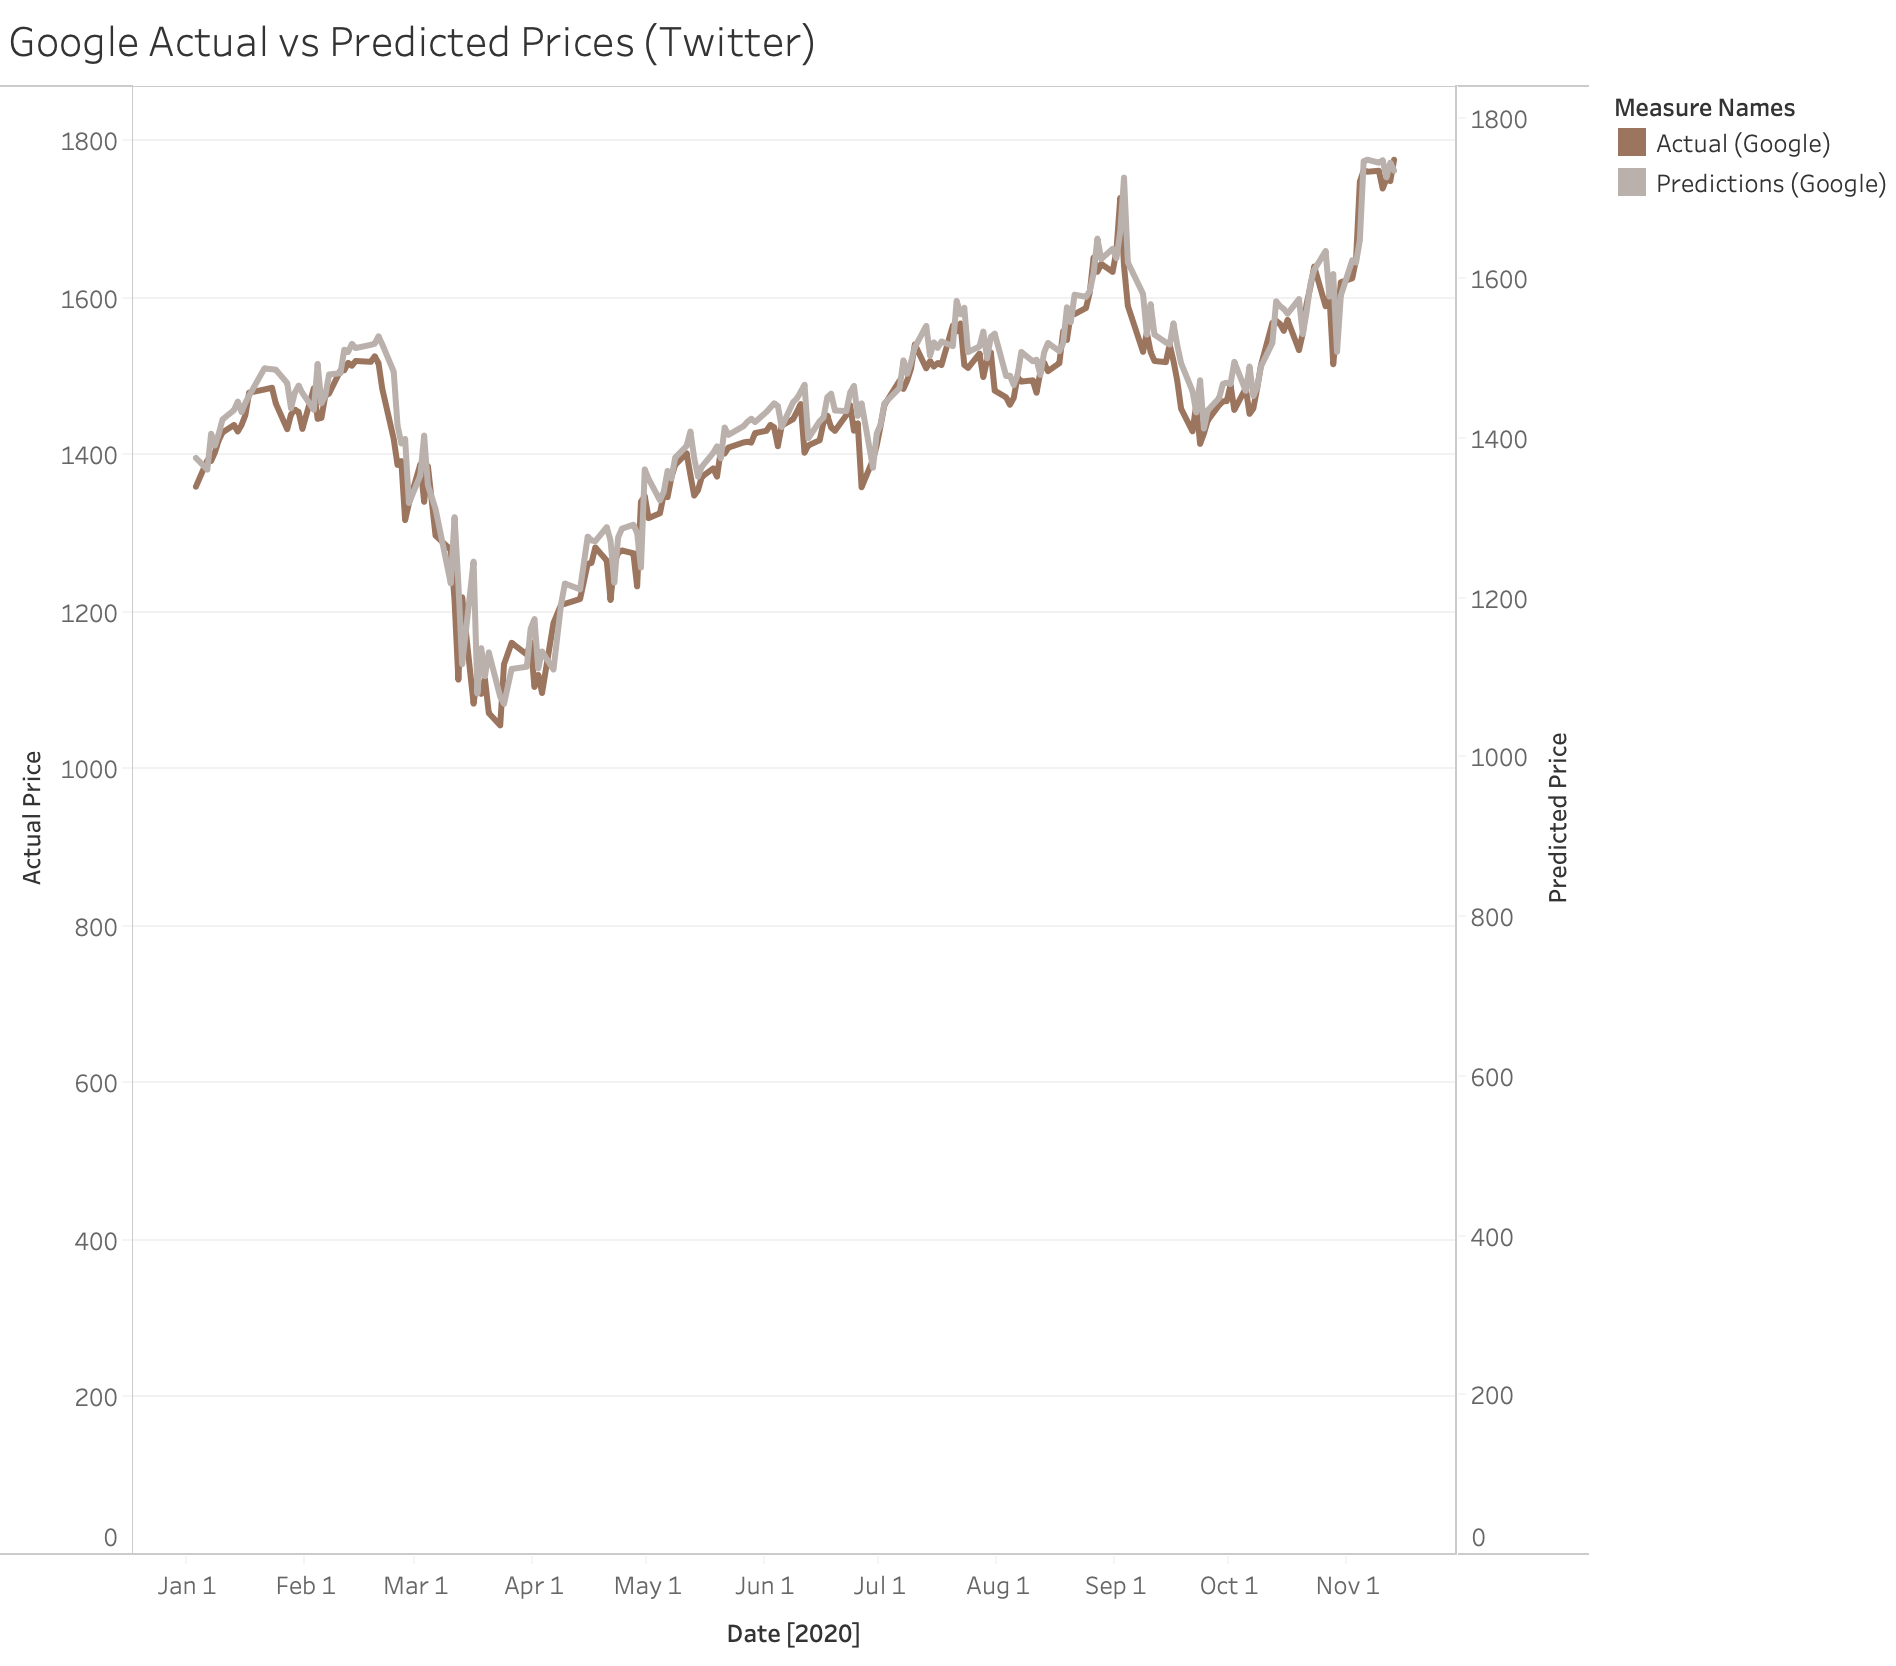 Google Actual vs Predicted Prices (Twitter)
Measure Names
Actual (Google)
Predictions (Google)
Actual Price
1800
1600
1400
1200
1000
800
600
400
200
0
1800
1600
1400
1200
1000
800
600
400
200
0
Predicted Price
Jan 1 Feb 1 Mar 1 Apr 1 May 1 Jun 1 Jul 1 Aug 1 Sep 1 Oct 1 Nov 1
Date [2020]